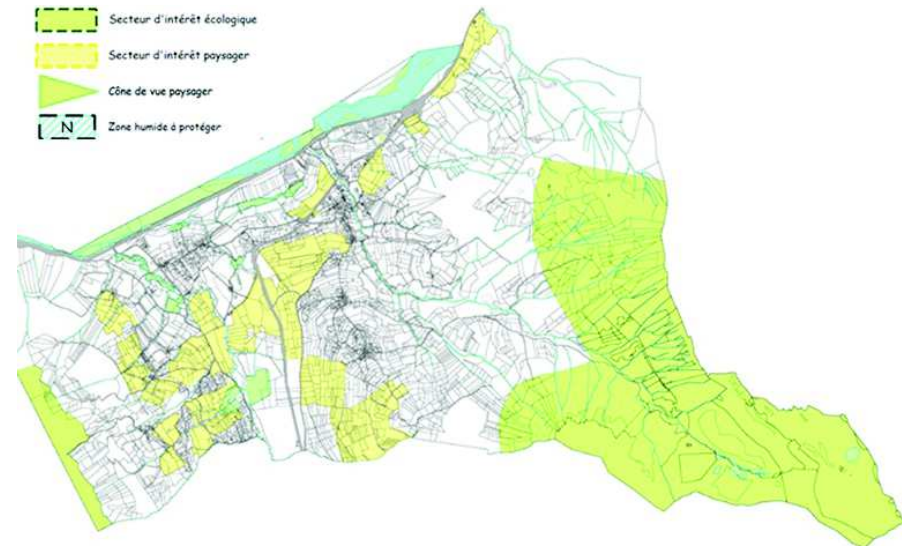 Secteur d'intérêt écologique
Secteur d'intérêt paysager
Cône de vue paysager
N
Zone humide à protéger